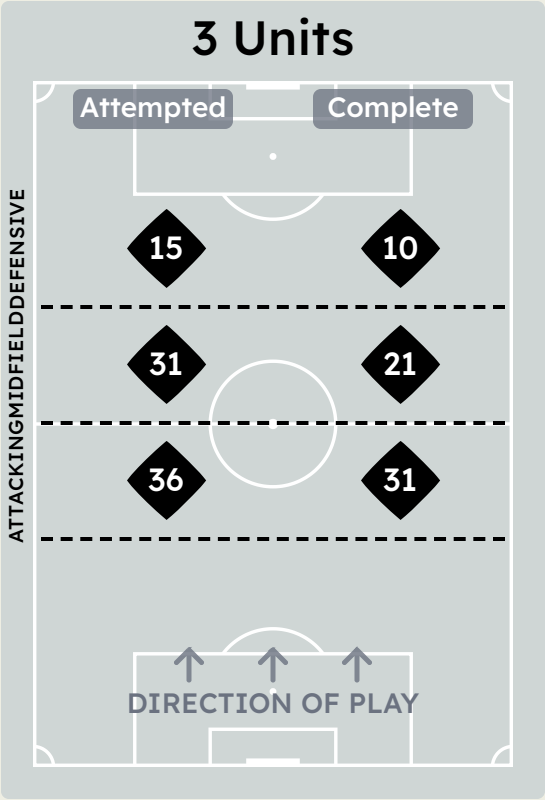 3 Units
Attempted Complete
15 10
31 21
36 31
ATTACKINGMIDFIELDDEFENSIVE
DIRECTION OF PLAY